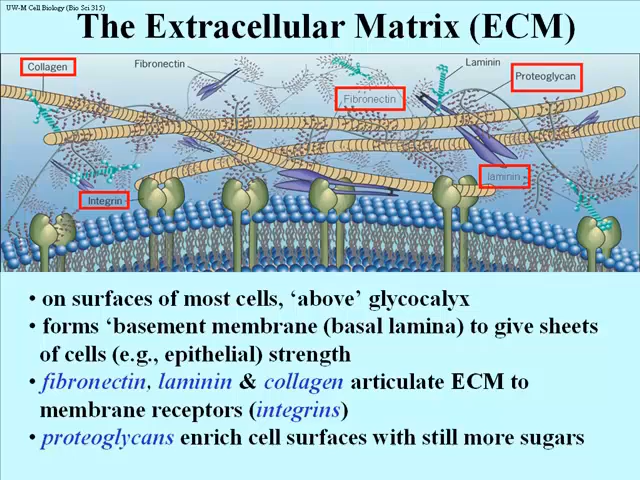 UW-M Cell Biology (Bio Sci 315)
The Extracellular Matrix (ECM)
Collagen
Fibronectin
Laminin
Proteoglycan
Fibronectin
laminin
Integrin
• on surfaces of most cells, ‘above’ glycocalyx
• forms ‘basement membrane (basal lamina) to give sheets
of cells (e.g., epithelial) strength
• fibronectin, laminin & collagen articulate ECM to
membrane receptors (integrins)
• proteoglycans enrich cell surfaces with still more sugars